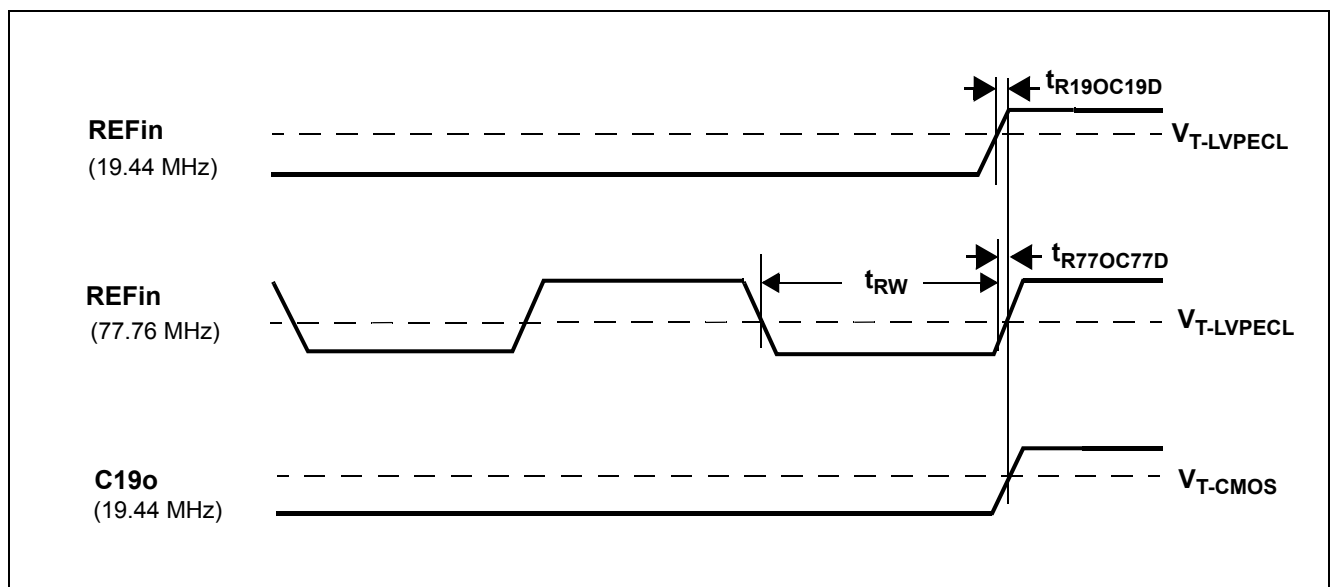 tR19OC19D
REFin
(19.44 MHz)
VT-LVPECL
tR77OC77D
REFin
(77.76 MHz)
tRW
VT-LVPECL
C19o
(19.44 MHz)
VT-CMOS